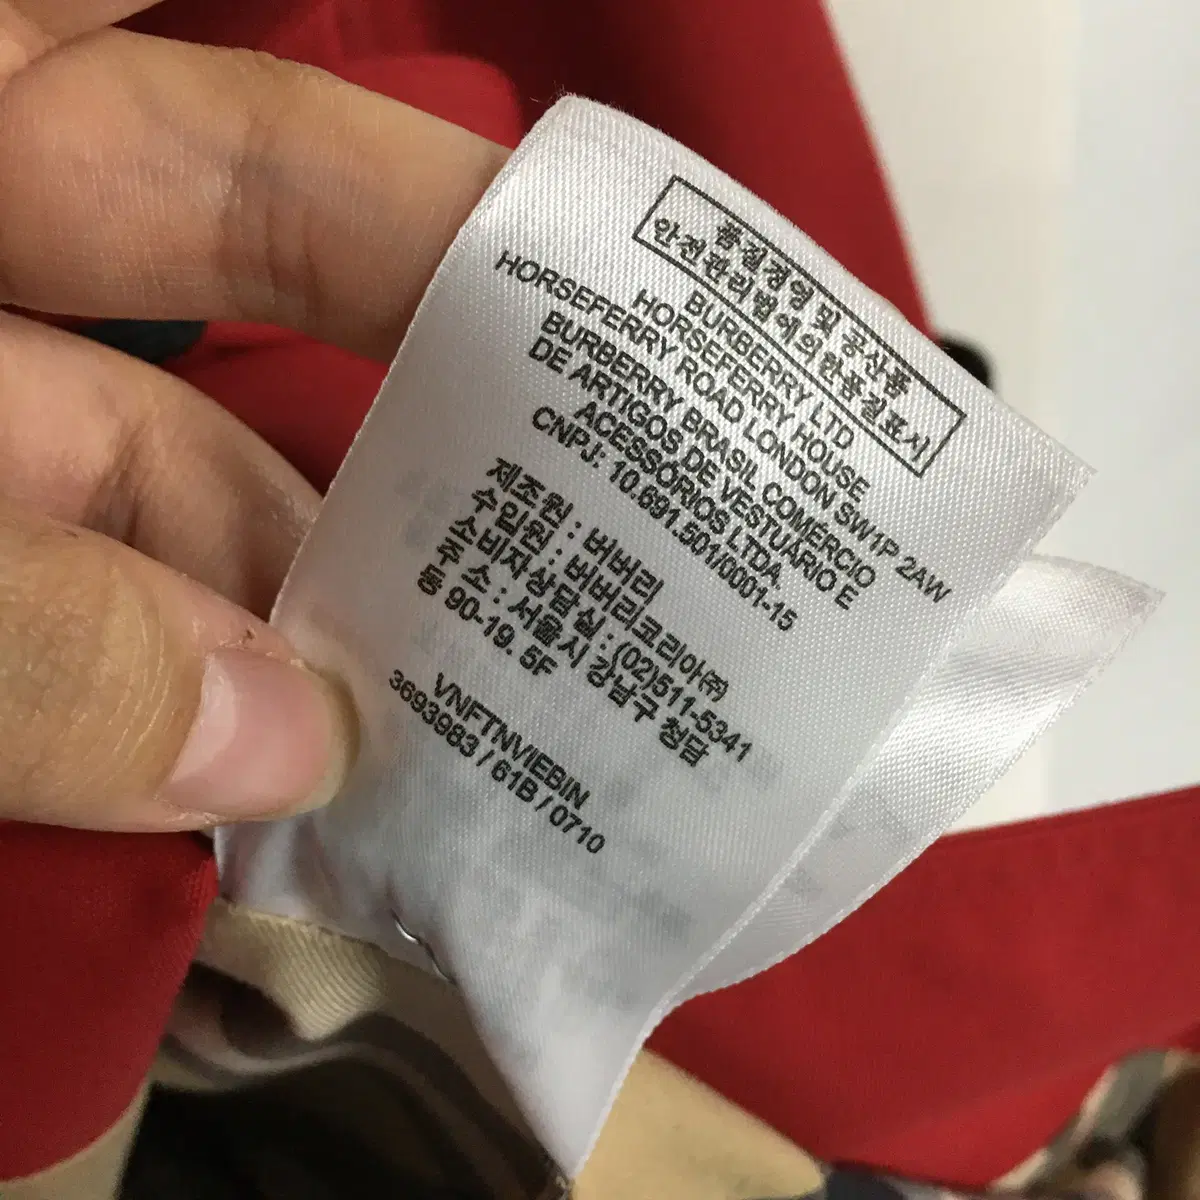 품질경영 및 공산품
안전관리법에의한품질표시
BURBERRY LTD
HORSEFERRY HOUSE
HORSEFERRY ROAD LONDON SW1P 2AW
BURBERRY BRASIL COMÉRCIO
DE ARTIGOS DE VESTUÁRIO E
ACESSÓRIOS LTDA
CNPJ: 10.691.501/0001-15
제조원 : 버버리
수입원 : 버버리코리아㈜
소비자상담실 : (02)511-5341
주 소 : 서울시 강남구 청담
동 90-19. 5F
VNFTNVIEBIN
3693983 / 61B / 0710